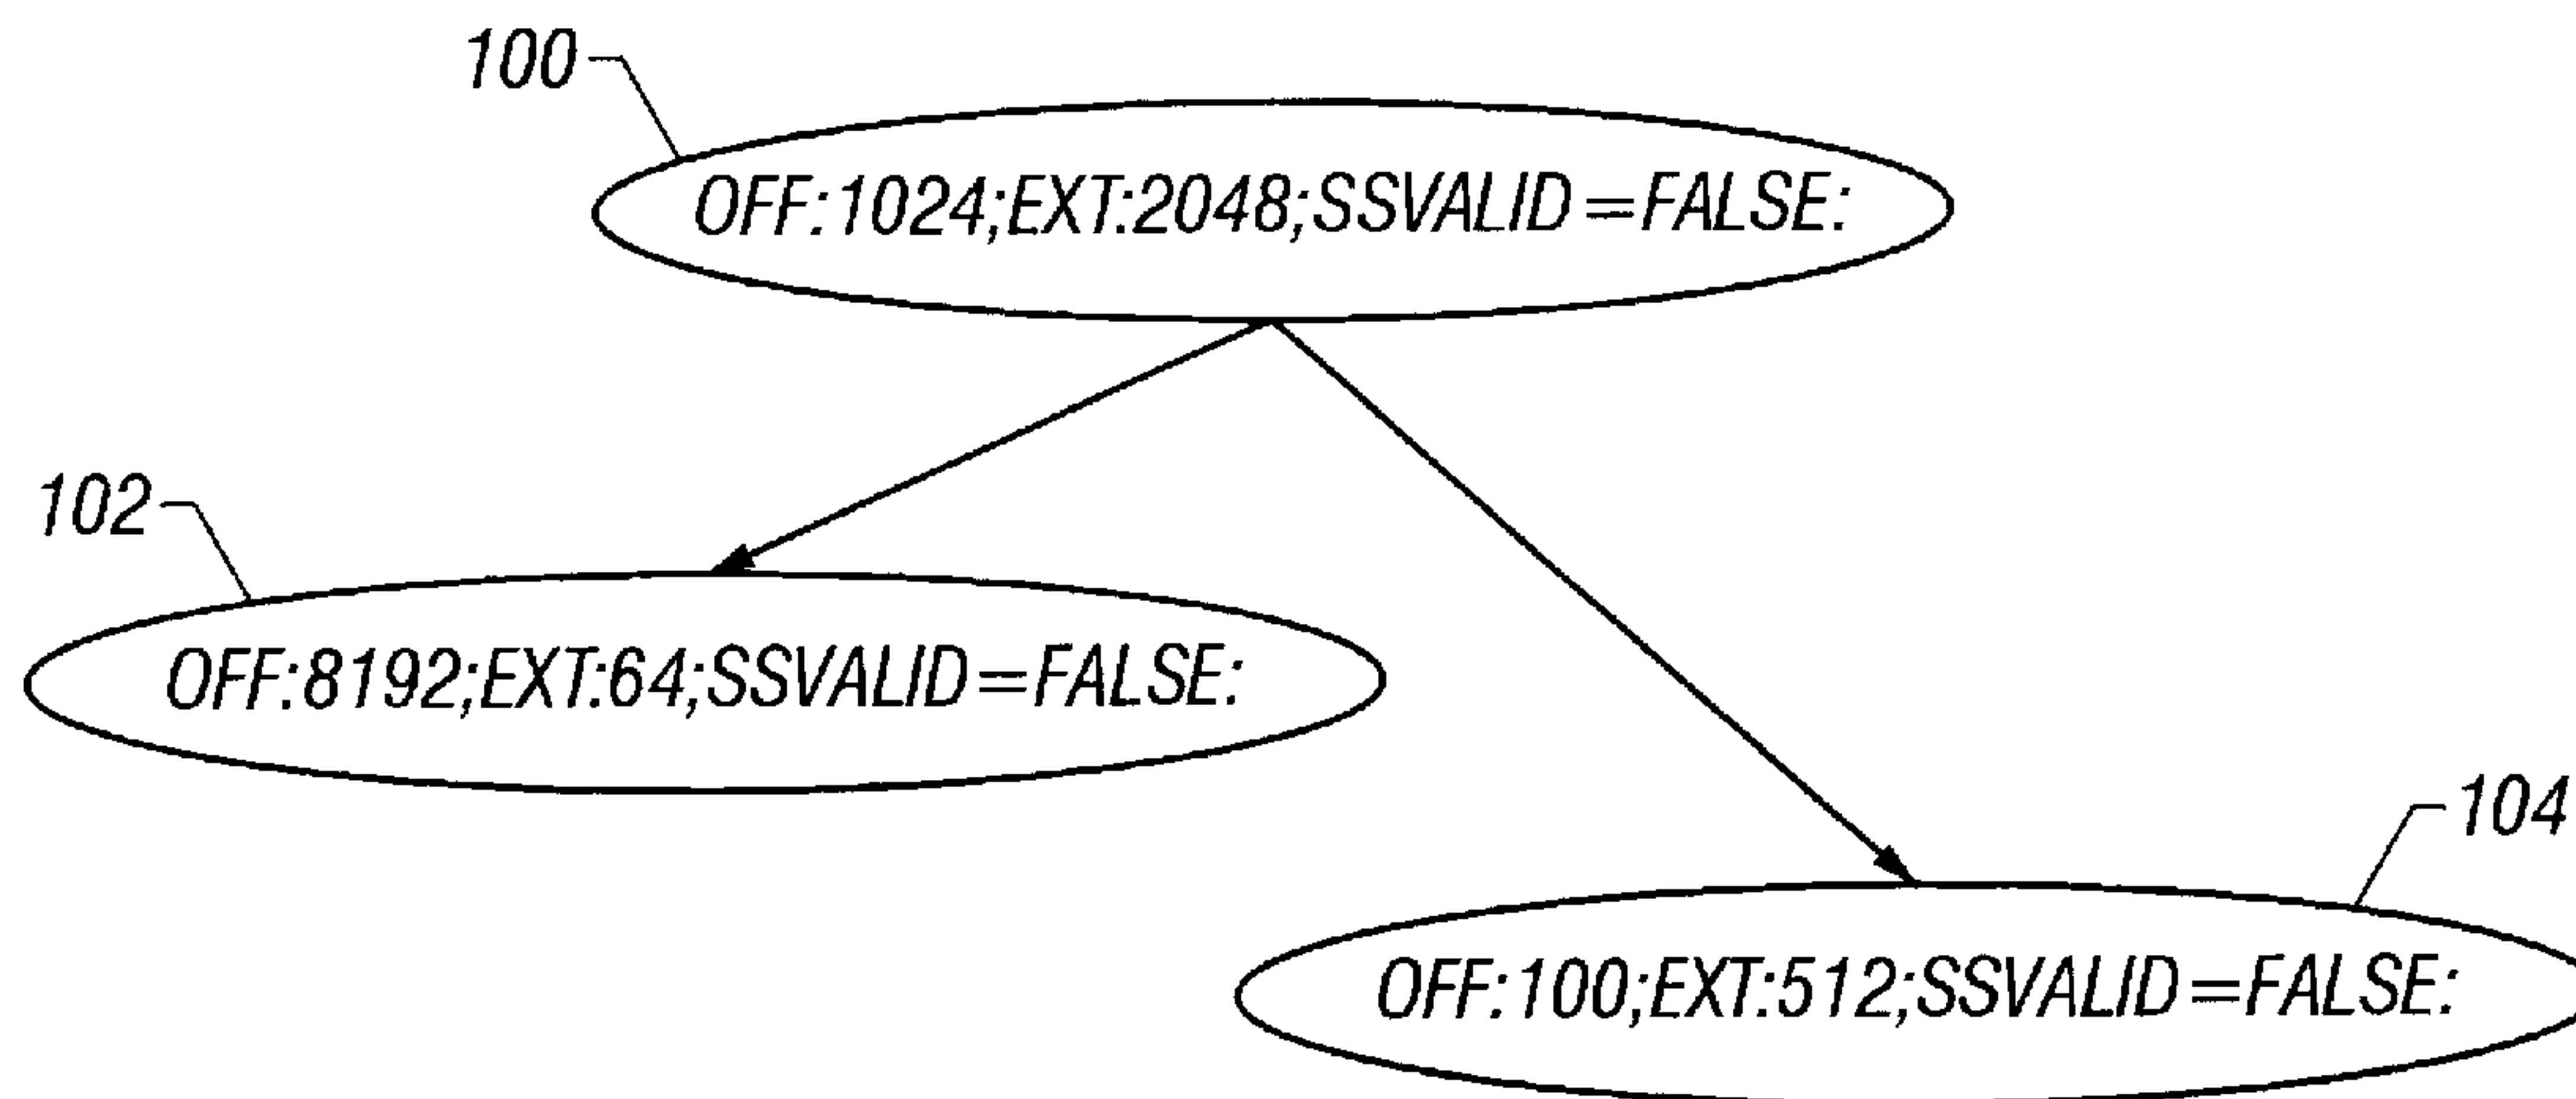 100
OFF:1024;EXT:2048;SSVALID=FALSE:
102
OFF:8192;EXT:64;SSVALID=FALSE:
104
OFF:100;EXT:512;SSVALID=FALSE: